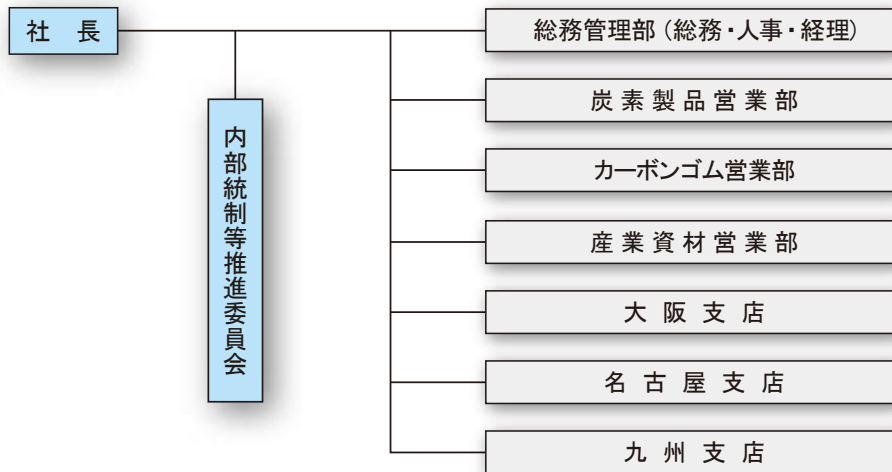 社 長
総務管理部（総務・人事・経理）
内部統制等推進委員会
炭素製品営業部
カーボンゴム営業部
産業資材営業部
大阪支店
名古屋支店
九州支店